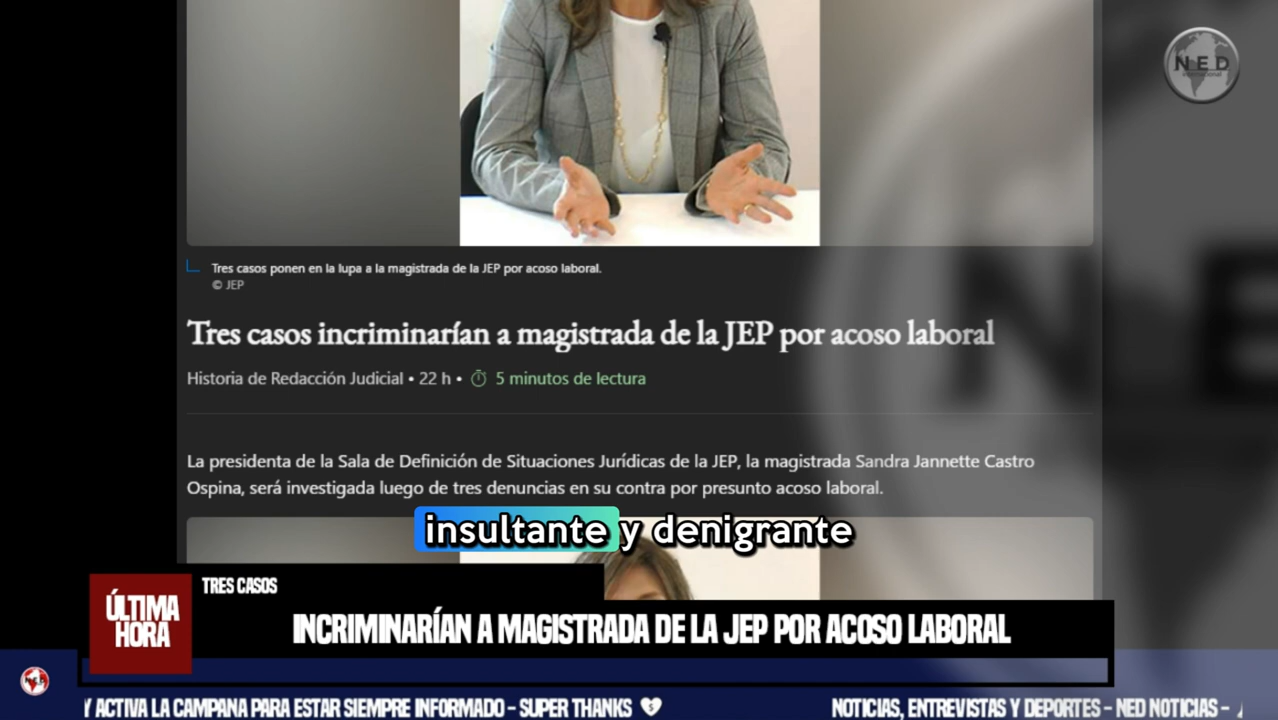 NED
International
Tres casos ponen en la lupa a la magistrada de la JEP por acoso laboral.
© JEP
Tres casos incriminarían a magistrada de la JEP por acoso laboral
Historia de Redacción Judicial • 22 h • 5 minutos de lectura
La presidenta de la Sala de Definición de Situaciones Jurídicas de la JEP, la magistrada Sandra Jannette Castro
Ospina, será investigada luego de tres denuncias en su contra por presunto acoso laboral.
insultante y denigrante
TRES CASOS
ÚLTIMA
HORA
INCRIMINARÍAN A MAGISTRADA DE LA JEP POR ACOSO LABORAL
Y ACTIVA LA CAMPANA PARA ESTAR SIEMPRE INFORMADO - SUPER THANKS
NOTICIAS, ENTREVISTAS Y DEPORTES - NED NOTICIAS -